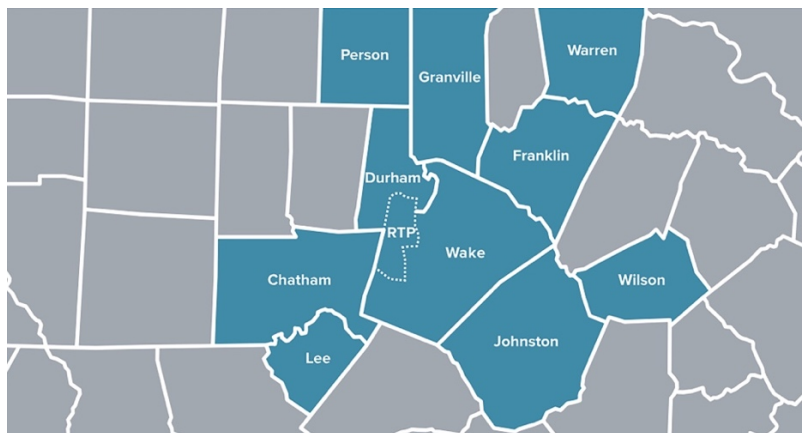 Person
Granville
Warren
Franklin
Durham
RTP
Wake
Chatham
Wilson
Johnston
Lee